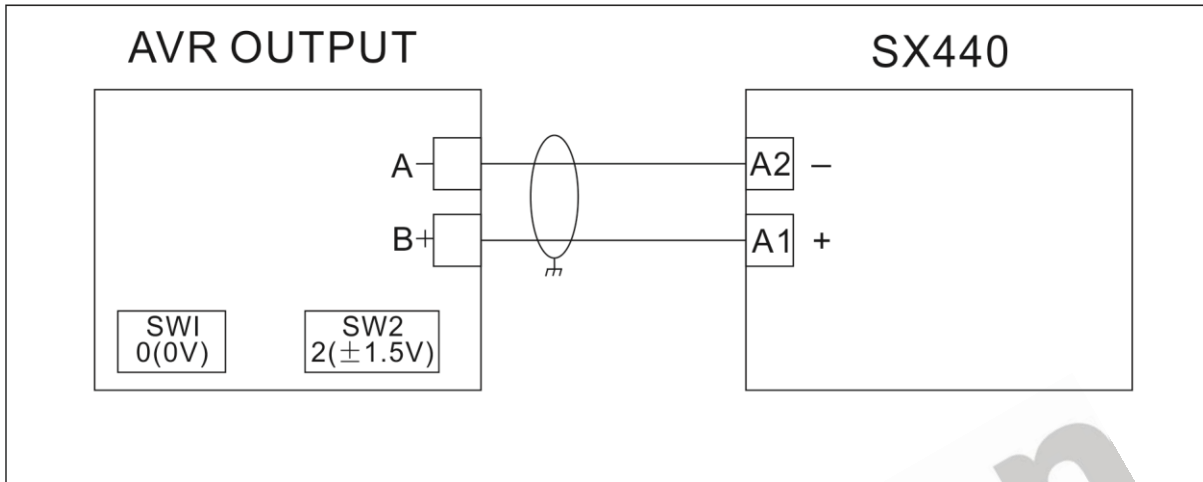 AVR OUTPUT
SX440
A−
A2 −
B+
A1 +
SWI
0(0V)
SW2
2(±1.5V)